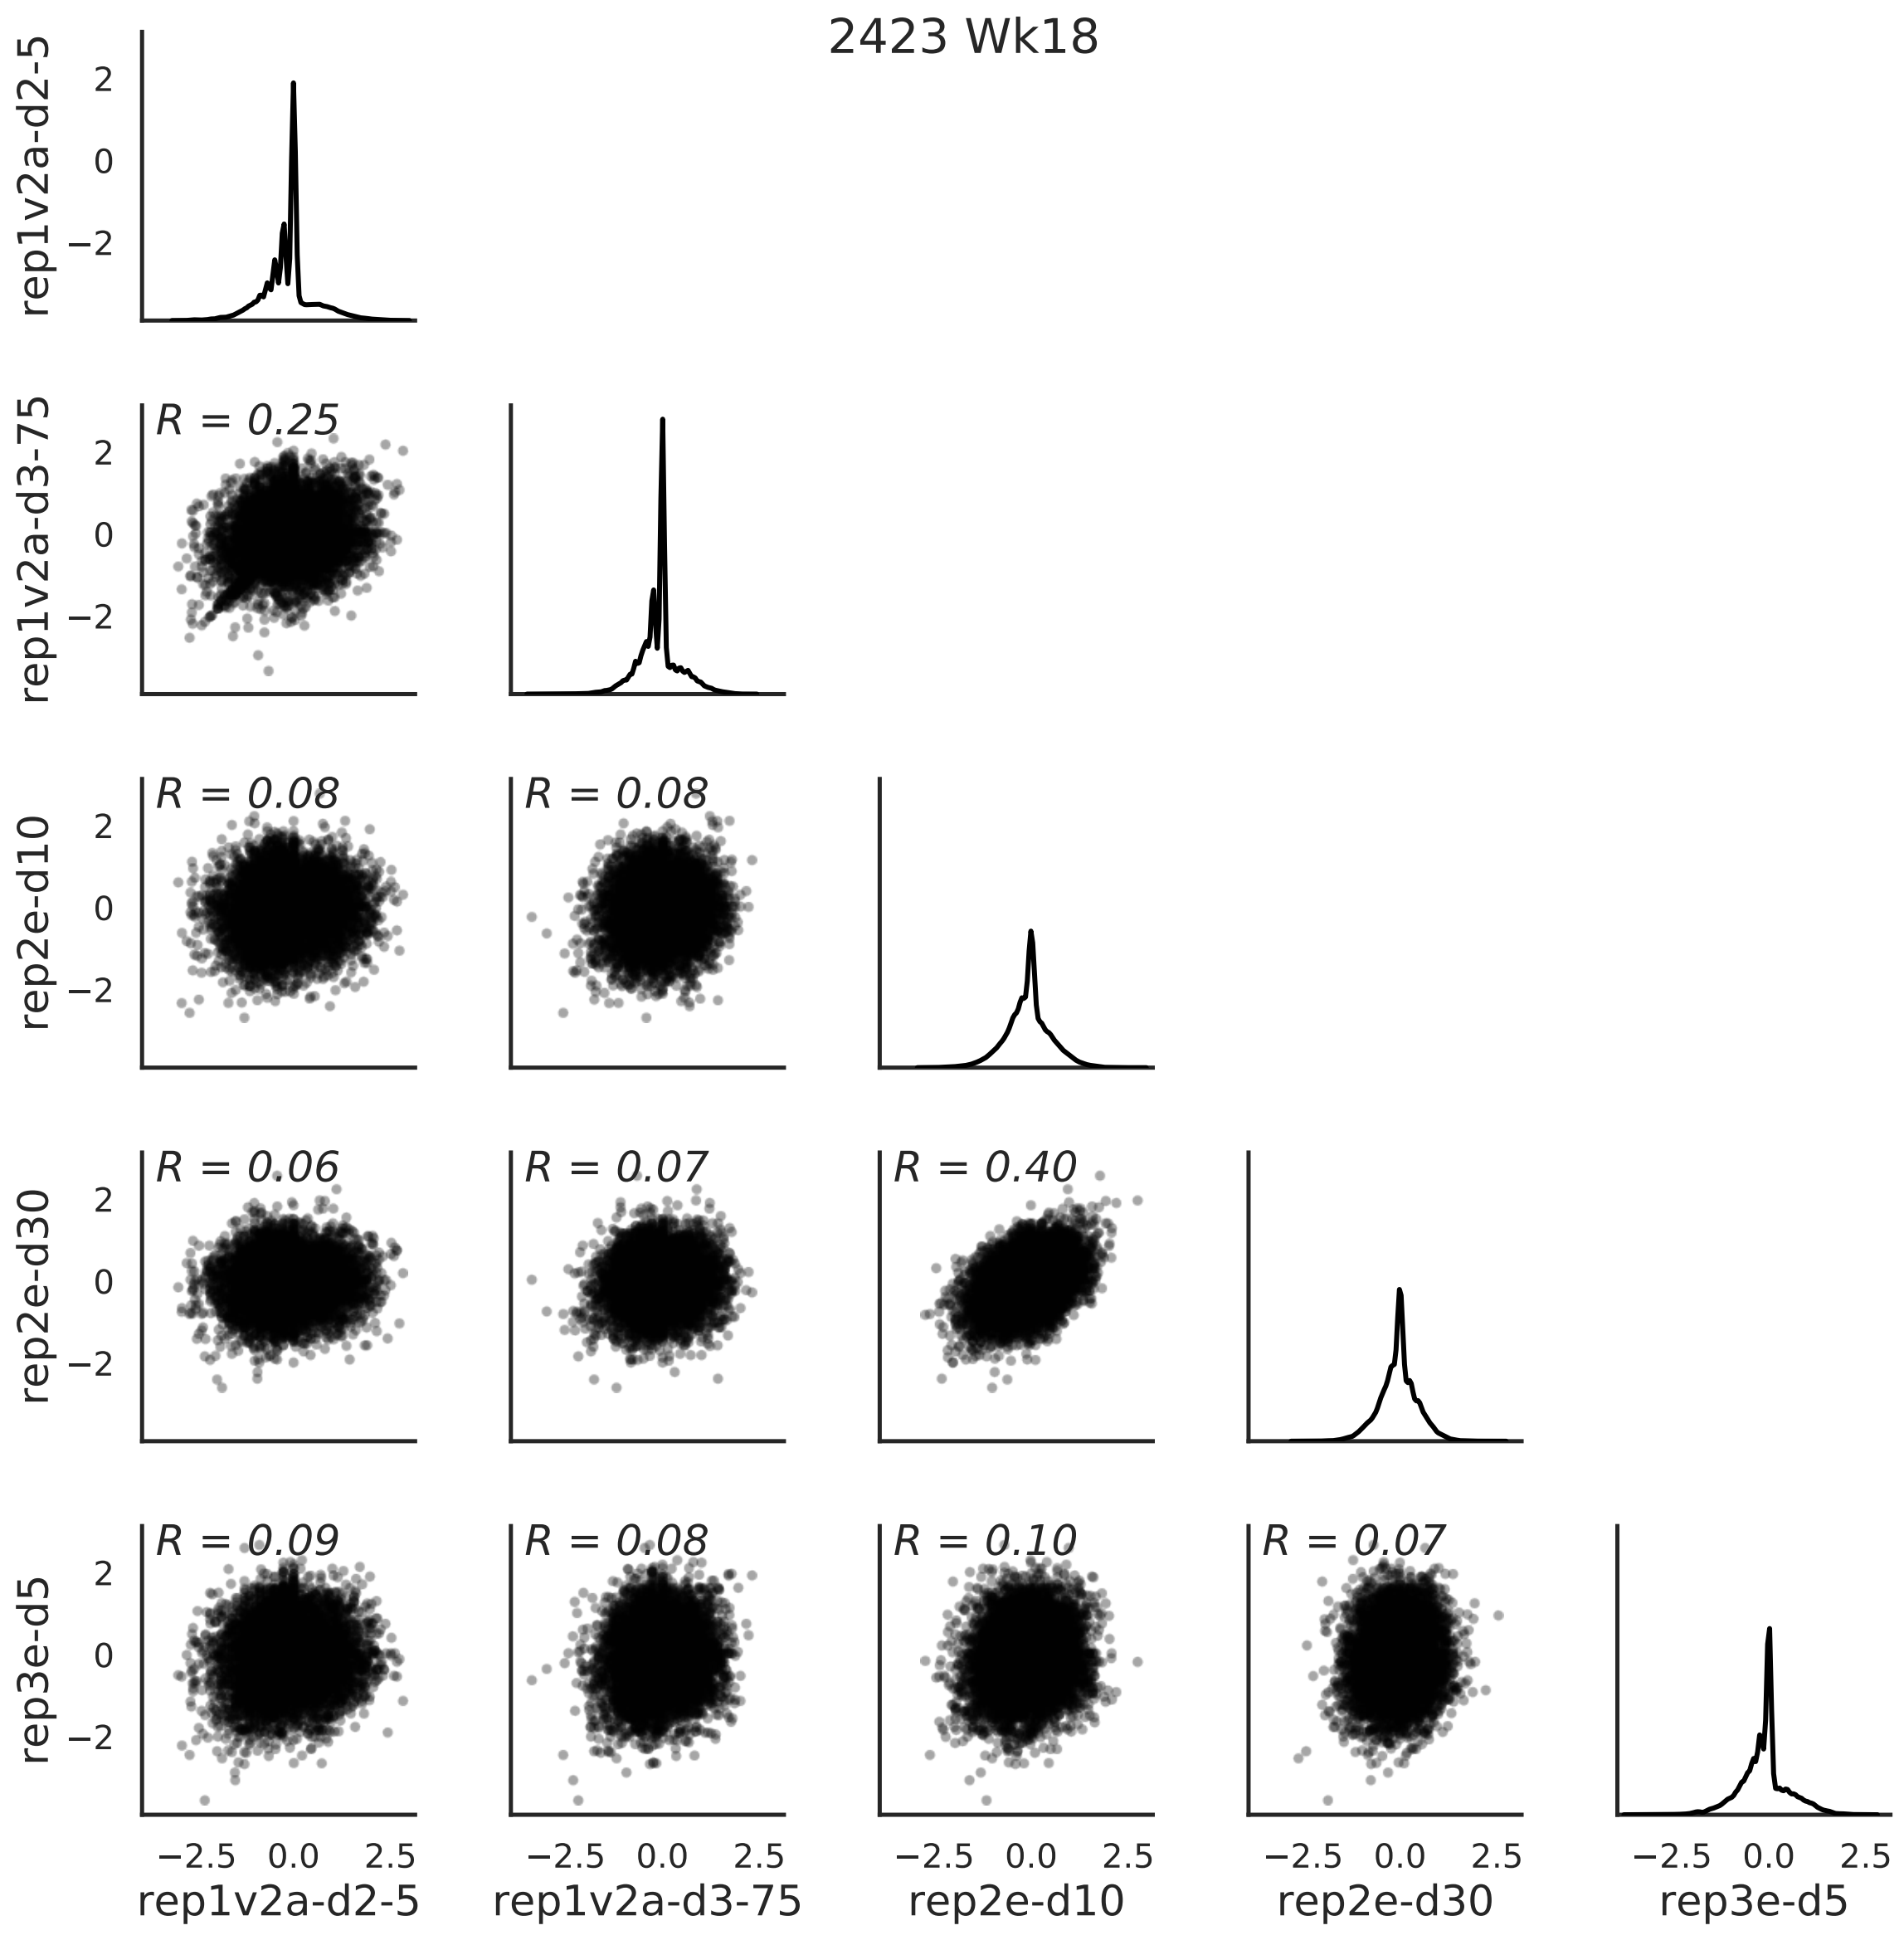 2423 Wk18
rep1v2a-d2-5
2
0
−2
rep1v2a-d3-75
2
0
−2
R = 0.25
rep2e-d10
2
0
−2
R = 0.08
R = 0.08
rep2e-d30
2
0
−2
R = 0.06
R = 0.07
R = 0.40
rep3e-d5
2
0
−2
R = 0.09
R = 0.08
R = 0.10
R = 0.07
−2.5 0.0 2.5
−2.5 0.0 2.5
−2.5 0.0 2.5
−2.5 0.0 2.5
−2.5 0.0 2.5
rep1v2a-d2-5
rep1v2a-d3-75
rep2e-d10
rep2e-d30
rep3e-d5